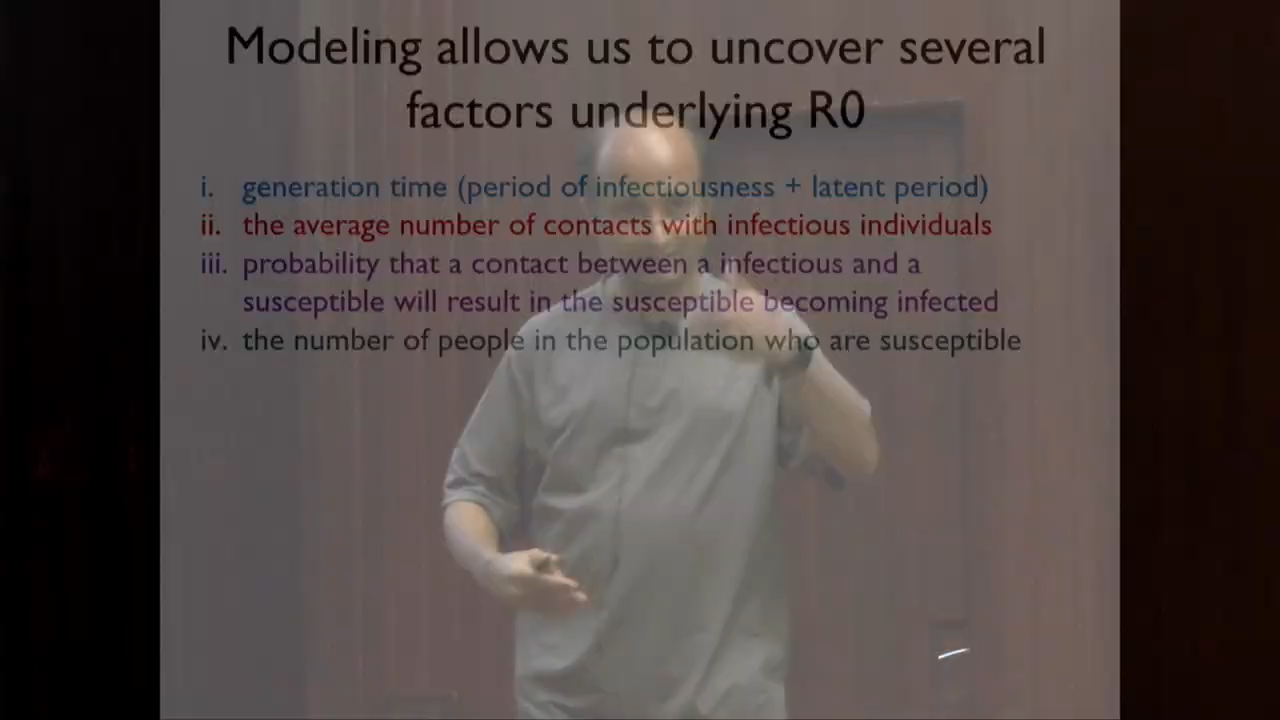 Modeling allows us to uncover several
factors underlying R0
i. generation time (period of infectiousness + latent period)
ii. the average number of contacts with infectious individuals
iii. probability that a contact between a infectious and a
susceptible will result in the susceptible becoming infected
iv. the number of people in the population who are susceptible